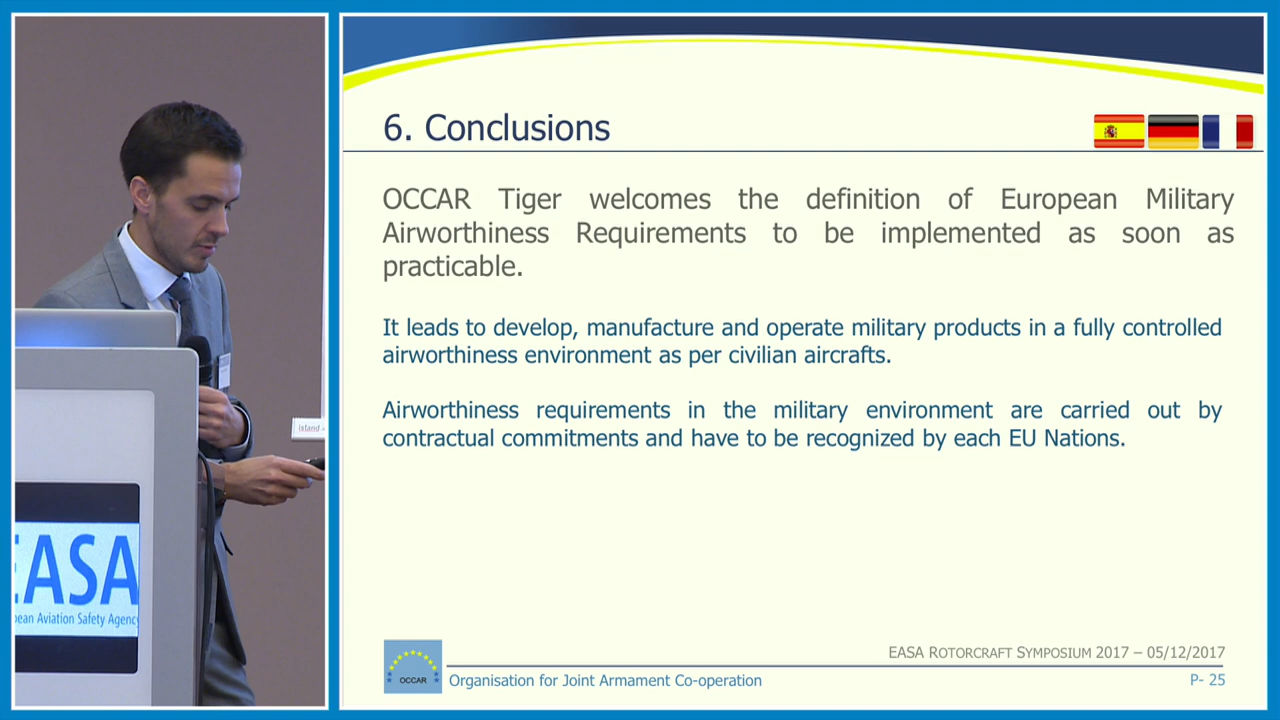 6. Conclusions
OCCAR Tiger welcomes the definition of European Military
Airworthiness Requirements to be implemented as soon as
practicable.
It leads to develop, manufacture and operate military products in a fully controlled
airworthiness environment as per civilian aircrafts.
Airworthiness requirements in the military environment are carried out by
contractual commitments and have to be recognized by each EU Nations.
EASA ROTORCRAFT SYMPOSIUM 2017 – 05/12/2017
OCCAR
Organisation for Joint Armament Co-operation
P- 25
island
EASA
pean Aviation Safety Agency